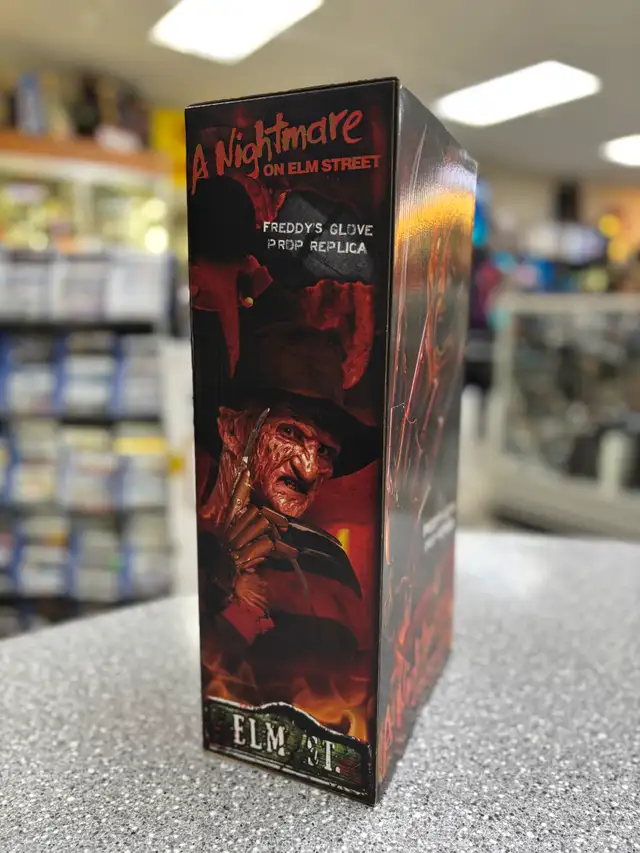 A Nightmare
ON ELM STREET
FREDDY'S GLOVE
PROP REPLICA
ELM ST.